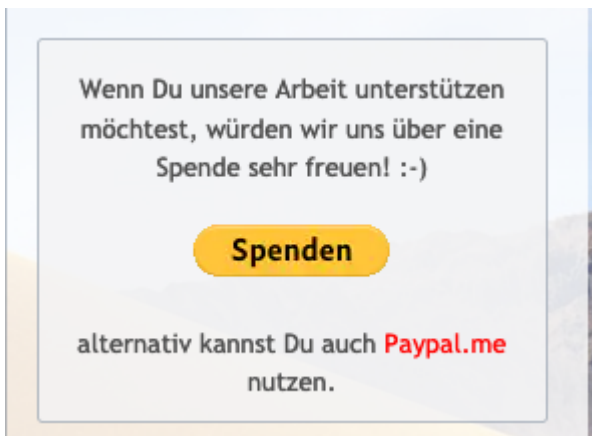 Wenn Du unsere Arbeit unterstützen
möchtest, würden wir uns über eine
Spende sehr freuen! :-)
Spenden
alternativ kannst Du auch Paypal.me
nutzen.